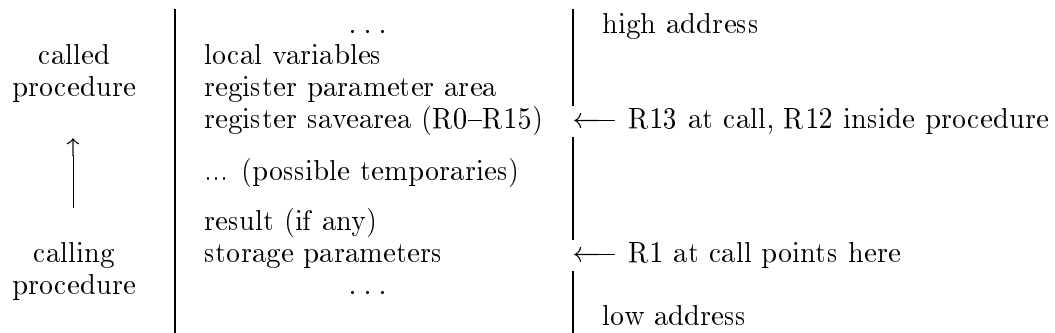 . . . high address
called local variables
procedure register parameter area
register savearea (R0–R15) ⟵ R13 at call, R12 inside procedure
... (possible temporaries)
result (if any)
calling storage parameters ⟵ R1 at call points here
procedure . . .
low address